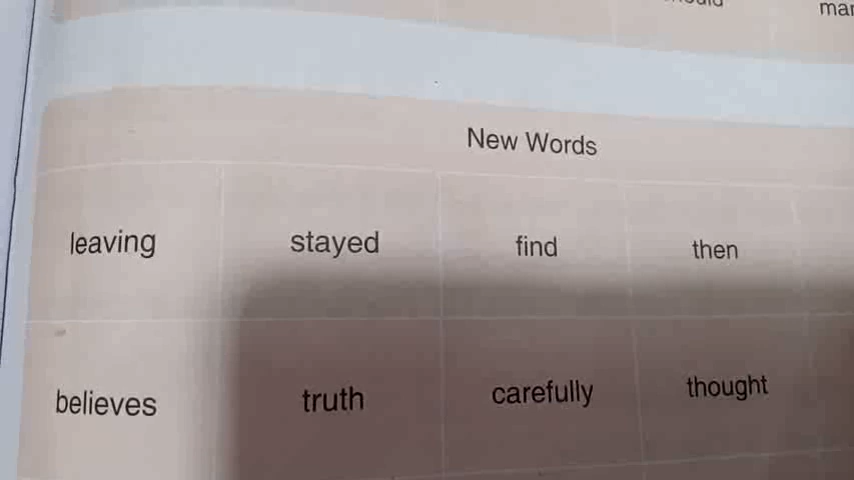 New Words
leaving stayed find then
believes truth carefully thought